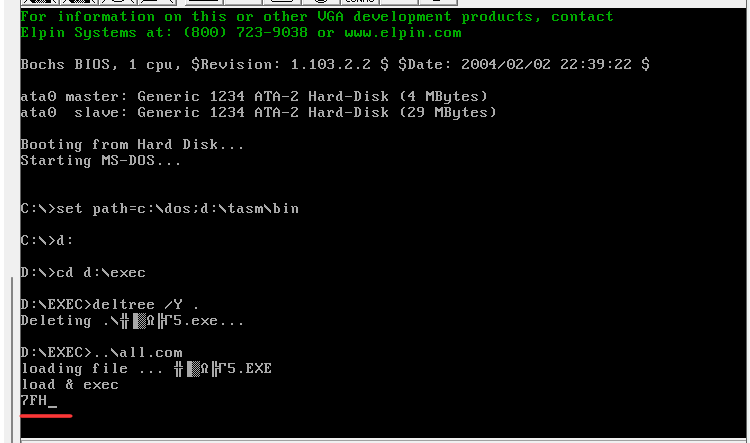 For information on this or other VGA development products, contact
Elpin Systems at: (800) 723-9038 or www.elpin.com
Bochs BIOS, 1 cpu, $Revision: 1.103.2.2 $ $Date: 2004/02/02 22:39:22 $
ata0 master: Generic 1234 ATA-2 Hard-Disk (4 MBytes)
ata0  slave: Generic 1234 ATA-2 Hard-Disk (29 MBytes)
Booting from Hard Disk...
Starting MS-DOS...
C:\>set path=c:\dos;d:\tasm\bin
C:\>d:
D:\>cd d:\exec
D:\EXEC>deltree /Y .
Deleting .\╬▐▒Ω╠Γ5.exe...
D:\EXEC>..\all.com
loading file ... ╬▐▒Ω╠Γ5.EXE
load & exec
7FH_